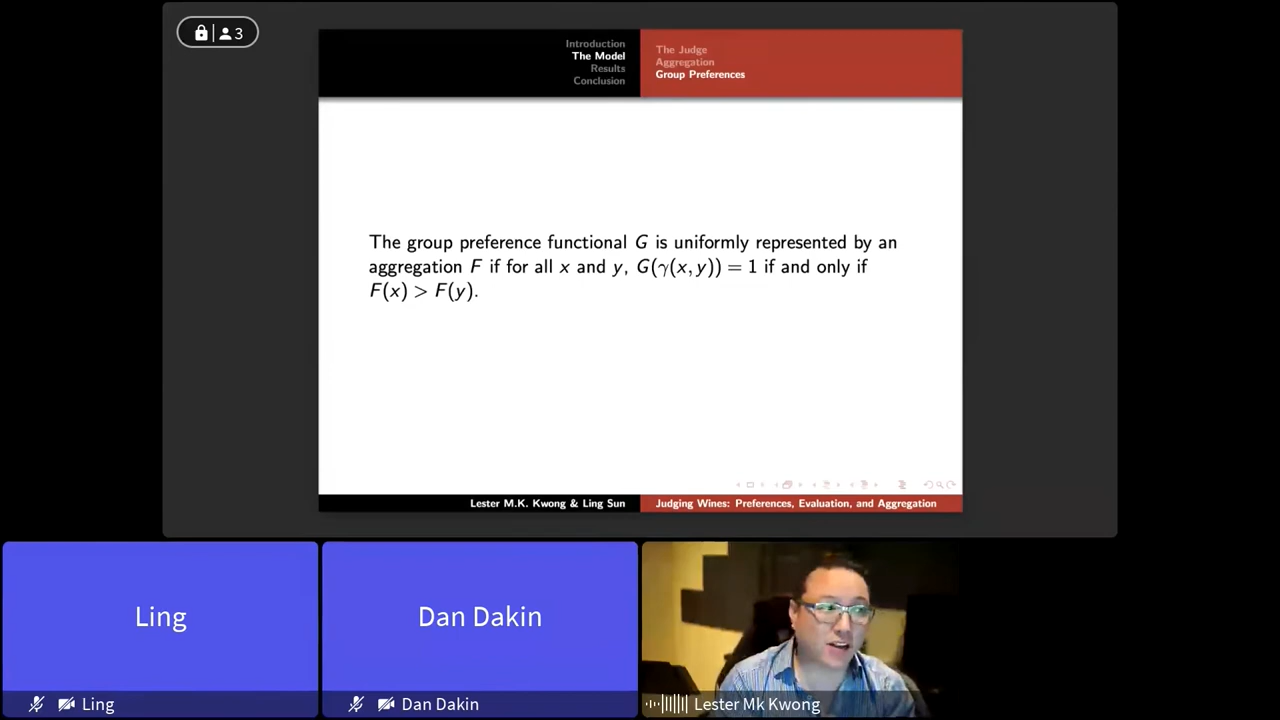 3
Introduction
The Model
Results
Conclusion
The Judge
Aggregation
Group Preferences
The group preference functional G is uniformly represented by an
aggregation F if for all x and y, G(γ(x, y)) = 1 if and only if
F(x) > F(y).
Lester M.K. Kwong & Ling Sun
Judging Wines: Preferences, Evaluation, and Aggregation
Ling
Dan Dakin
Ling
Dan Dakin
Lester Mk Kwong